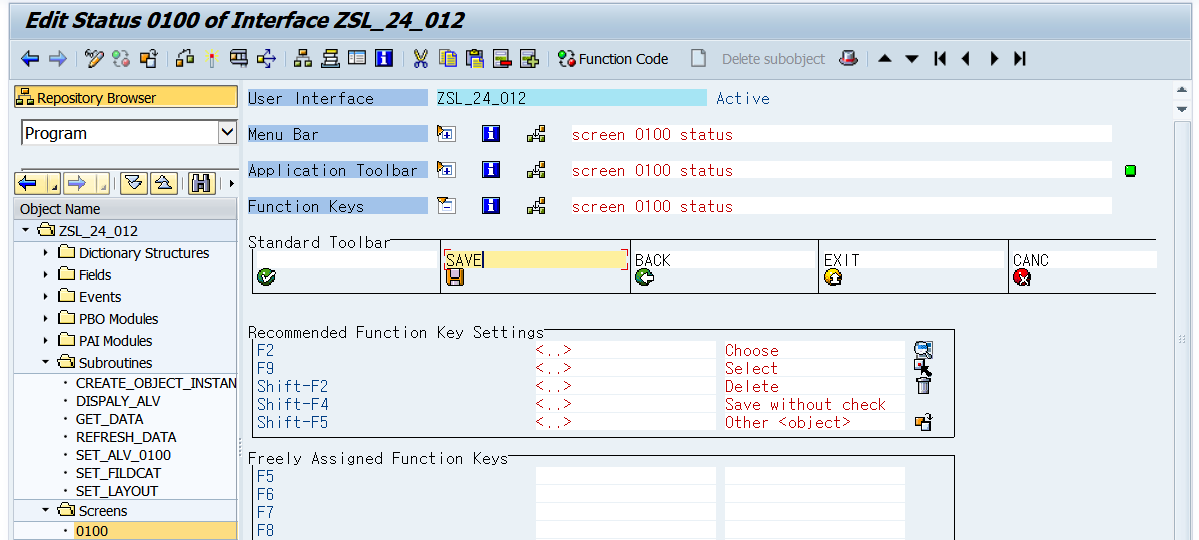 Edit Status 0100 of Interface ZSL_24_012
Function Code Delete subobject
Repository Browser
Program
Object Name
ZSL_24_012
Dictionary Structures
Fields
Events
PBO Modules
PAI Modules
Subroutines
CREATE_OBJECT_INSTAN
DISPALY_ALV
GET_DATA
REFRESH_DATA
SET_ALV_0100
SET_FILDCAT
SET_LAYOUT
Screens
0100
User Interface ZSL_24_012 Active
Menu Bar screen 0100 status
Application Toolbar screen 0100 status
Function Keys screen 0100 status
Standard Toolbar
SAVE BACK EXIT CANC
Recommended Function Key Settings
F2 <..> Choose
F9 <..> Select
Shift-F2 <..> Delete
Shift-F4 <..> Save without check
Shift-F5 <..> Other <object>
Freely Assigned Function Keys
F5
F6
F7
F8